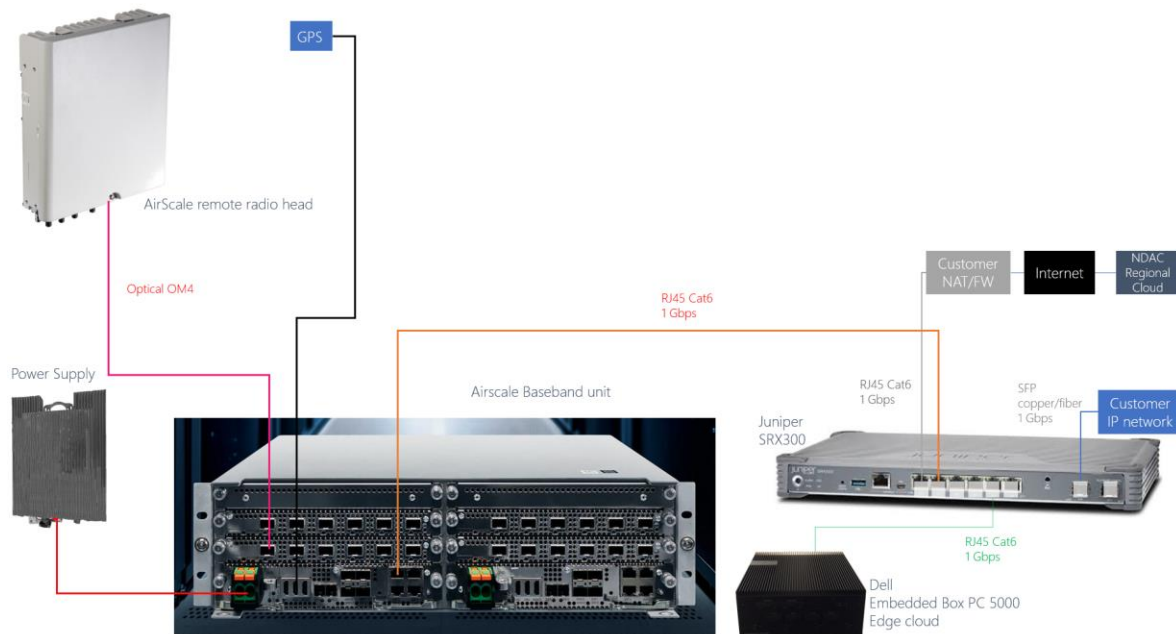 GPS
AirScale remote radio head
Optical OM4
Customer
NAT/FW
Internet
NDAC
Regional
Cloud
RJ45 Cat6
1 Gbps
Power Supply
Airscale Baseband unit
RJ45 Cat6
1 Gbps
SFP
copper/fiber
1 Gbps
Customer
IP network
Juniper
SRX300
RJ45 Cat6
1 Gbps
Dell
Embedded Box PC 5000
Edge cloud